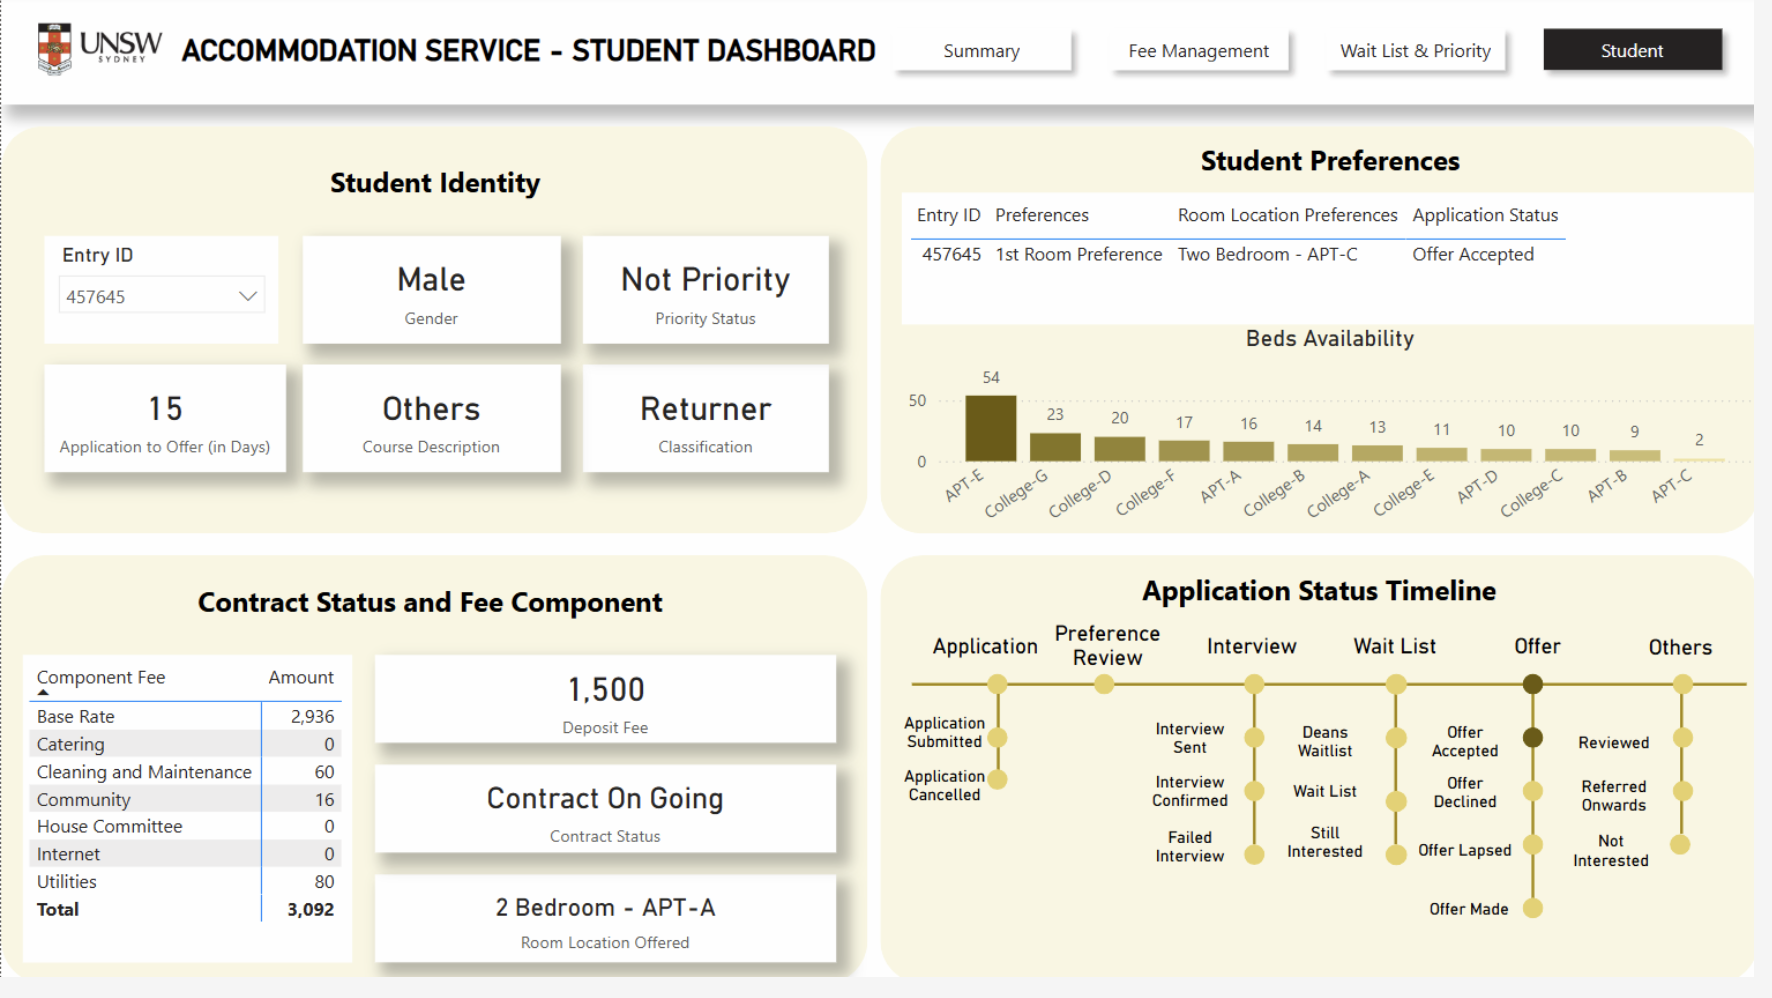 UNSW
SYDNEY
ACCOMMODATION SERVICE - STUDENT DASHBOARD
Summary
Fee Management
Wait List & Priority
Student
Student Identity
Entry ID
457645
Male
Gender
Not Priority
Priority Status
15
Application to Offer (in Days)
Others
Course Description
Returner
Classification
Student Preferences
Entry ID Preferences Room Location Preferences Application Status
457645 1st Room Preference Two Bedroom - APT-C Offer Accepted
Beds Availability
50
0
54 23 20 17 16 14 13 11 10 10 9 2
APT-E College-G College-D College-F APT-A College-B College-A College-E APT-D College-C APT-B APT-C
Contract Status and Fee Component
Component Fee Amount
Base Rate 2,936
Catering 0
Cleaning and Maintenance 60
Community 16
House Committee 0
Internet 0
Utilities 80
Total 3,092
1,500
Deposit Fee
Contract On Going
Contract Status
2 Bedroom - APT-A
Room Location Offered
Application Status Timeline
Application
Preference
Review
Interview
Wait List
Offer
Others
Application
Submitted
Application
Cancelled
Interview
Sent
Interview
Confirmed
Failed
Interview
Deans
Waitlist
Wait List
Still
Interested
Offer
Accepted
Offer
Declined
Offer Lapsed
Offer Made
Reviewed
Referred
Onwards
Not
Interested